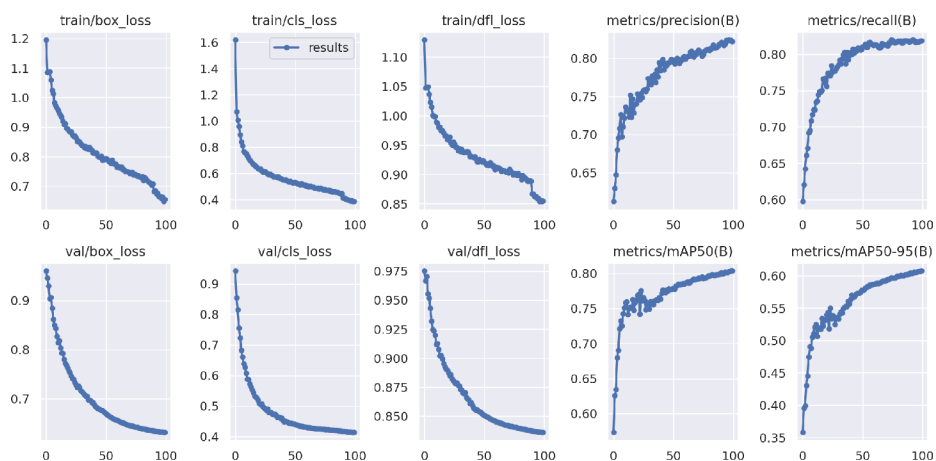 train/box_loss
train/cls_loss
train/dfl_loss
metrics/precision(B)
metrics/recall(B)
1.2
1.1
1.0
0.9
0.8
0.7
0 50 100
results
1.6
1.4
1.2
1.0
0.8
0.6
0.4
0 50 100
1.10
1.05
1.00
0.95
0.90
0.85
0 50 100
0.80
0.75
0.70
0.65
0 50 100
0.80
0.75
0.70
0.65
0.60
0 50 100
val/box_loss
val/cls_loss
val/dfl_loss
metrics/mAP50(B)
metrics/mAP50-95(B)
0.9
0.8
0.7
0 50 100
0.9
0.8
0.7
0.6
0.5
0.4
0 50 100
0.975
0.950
0.925
0.900
0.875
0.850
0 50 100
0.80
0.75
0.70
0.65
0.60
0 50 100
0.60
0.55
0.50
0.45
0.40
0.35
0 50 100